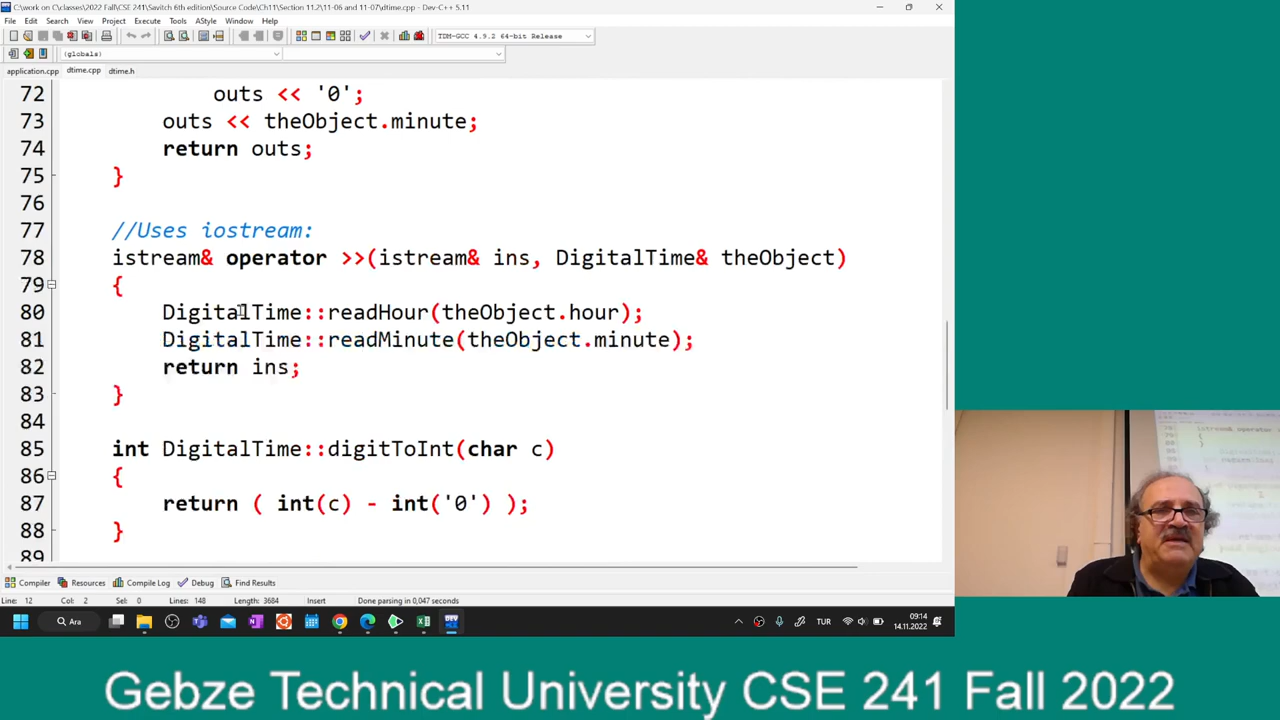 C:\work on C\classes\2022 Fall\CSE 241\Savitch 6th edition\Source Code\Ch11\Section 11.2\11-06 and 11-07\dtime.cpp - Dev-C++ 5.11
File Edit Search View Project Execute Tools AStyle Window Help
TDM-GCC 4.9.2 64-bit Release
(globals)
application.cpp dtime.cpp dtime.h
72 outs << '0';
73 outs << theObject.minute;
74 return outs;
75 }
76
77 //Uses iostream:
78 istream& operator >>(istream& ins, DigitalTime& theObject)
79 {
80 DigitalTime::readHour(theObject.hour);
81 DigitalTime::readMinute(theObject.minute);
82 return ins;
83 }
84
85 int DigitalTime::digitToInt(char c)
86 {
87 return ( int(c) - int('0') );
88 }
89
Compiler Resources Compile Log Debug Find Results
Line: 12 Col: 2 Sel: 0 Lines: 148 Length: 3684 Insert Done parsing in 0,047 seconds
Ara
TUR
09:14
14.11.2022
Gebze Technical University CSE 241 Fall 2022